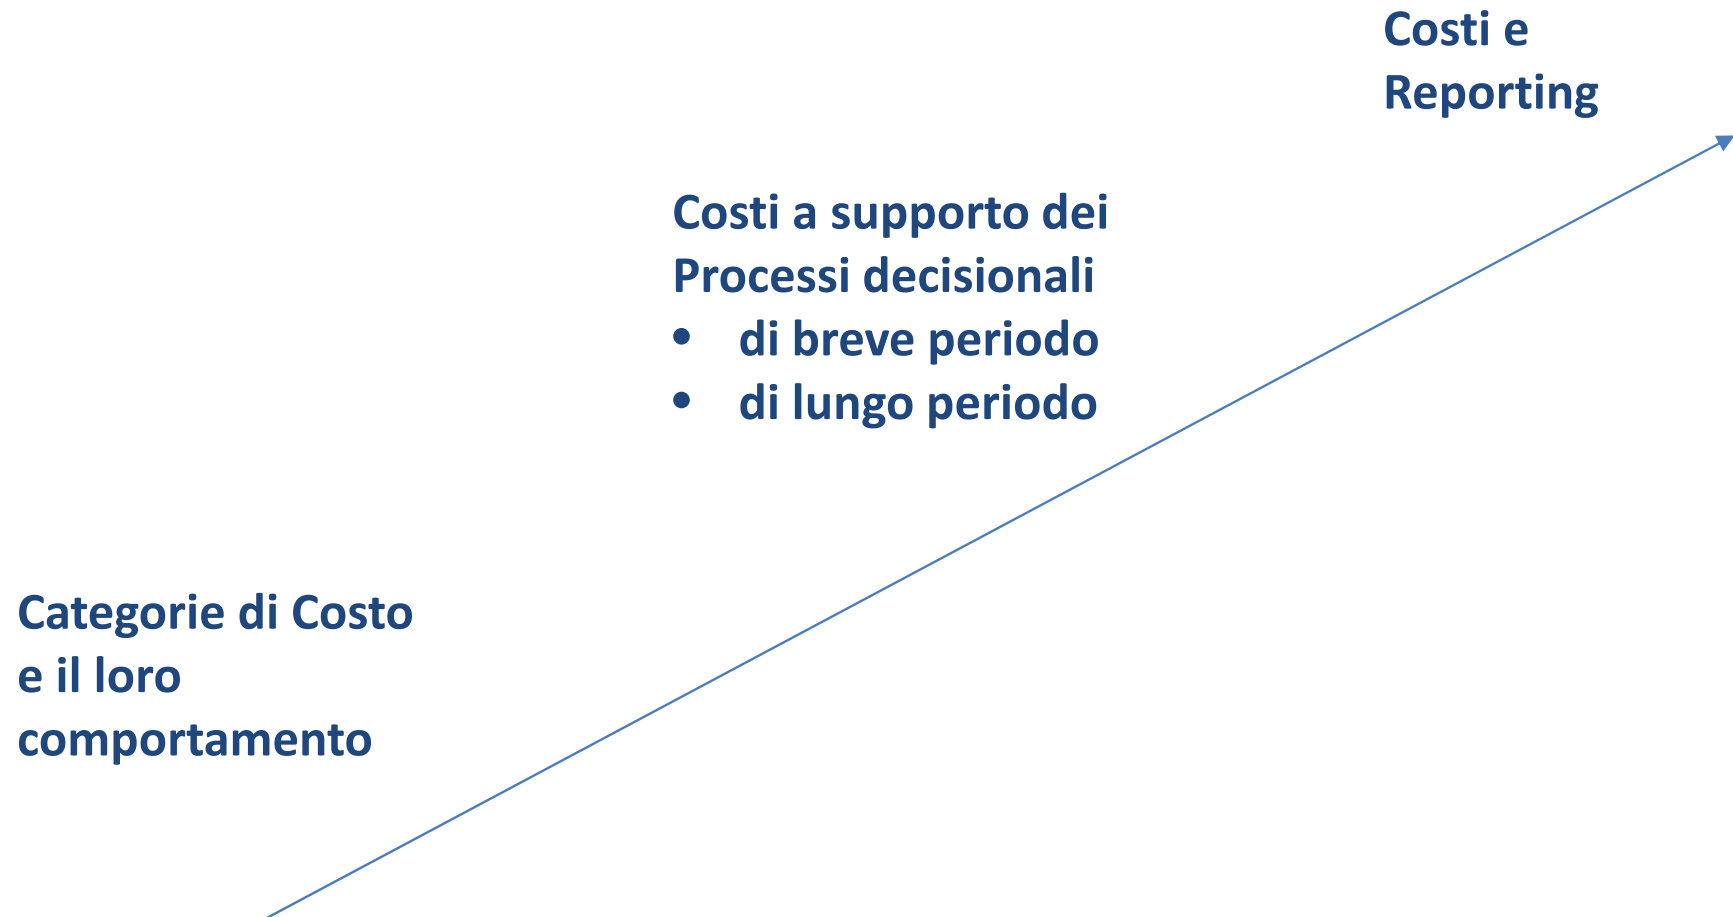 Costi e
Reporting
Costi a supporto dei
Processi decisionali
• di breve periodo
• di lungo periodo
Categorie di Costo
e il loro
comportamento